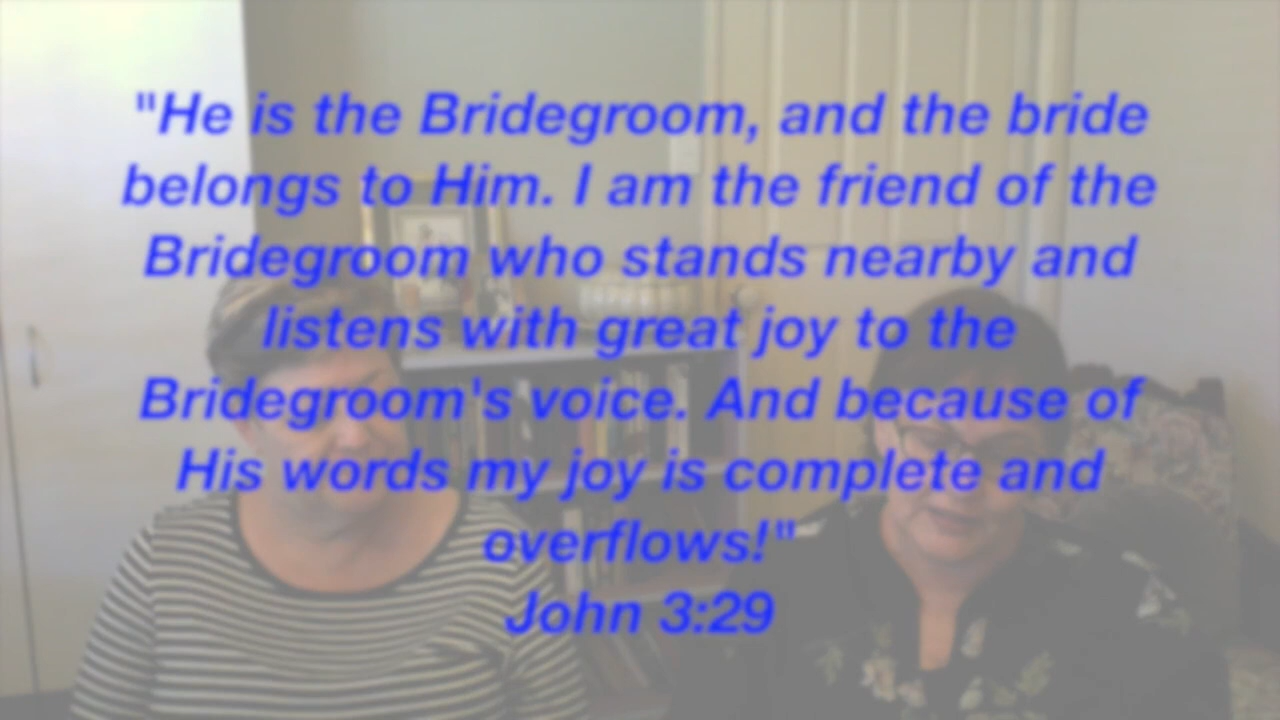 "He is the Bridegroom, and the bride
belongs to Him. I am the friend of the
Bridegroom who stands nearby and
listens with great joy to the
Bridegroom's voice. And because of
His words my joy is complete and
overflows!"
John 3:29